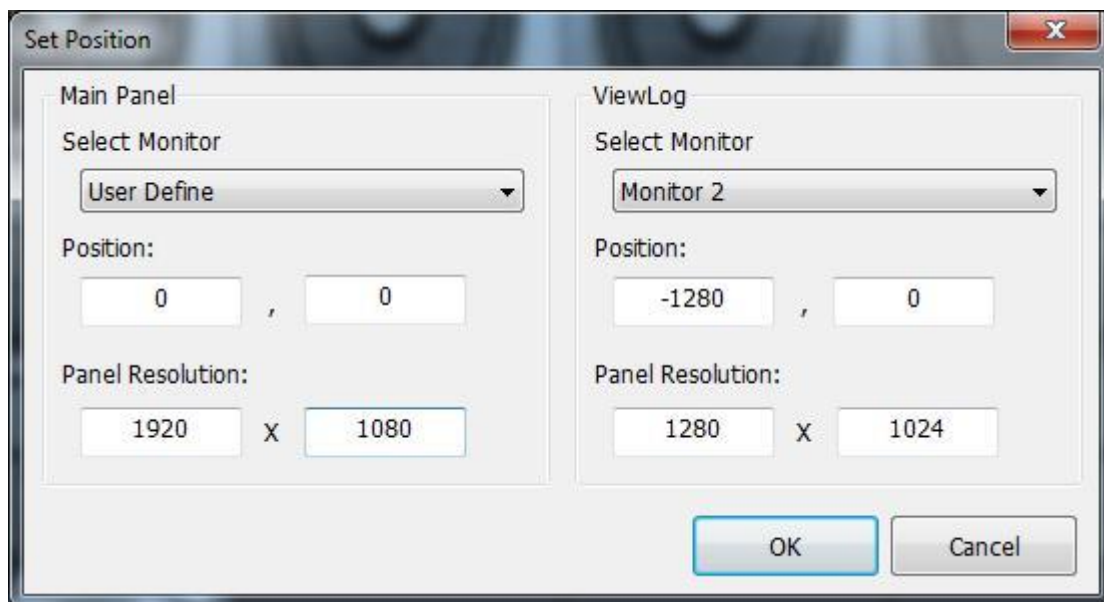 Set Position
Main Panel
Select Monitor
User Define
Position:
0 , 0
Panel Resolution:
1920 X 1080
ViewLog
Select Monitor
Monitor 2
Position:
-1280 , 0
Panel Resolution:
1280 X 1024
OK Cancel